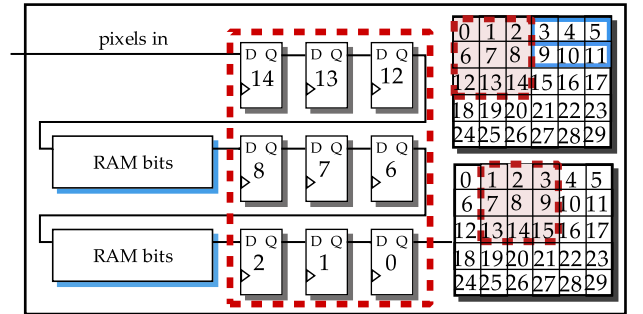 pixels in
D Q D Q D Q
14 13 12
RAM bits
D Q D Q D Q
8 7 6
RAM bits
D Q D Q D Q
2 1 0
0 1 2 3 4 5
6 7 8 9 10 11
12 13 14 15 16 17
18 19 20 21 22 23
24 25 26 27 28 29
0 1 2 3 4 5
6 7 8 9 10 11
12 13 14 15 16 17
18 19 20 21 22 23
24 25 26 27 28 29